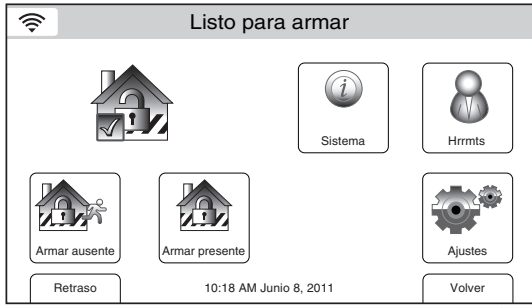 Listo para armar
Sistema
Hrrmts
Armar ausente
Armar presente
Ajustes
Retraso
10:18 AM Junio 8, 2011
Volver